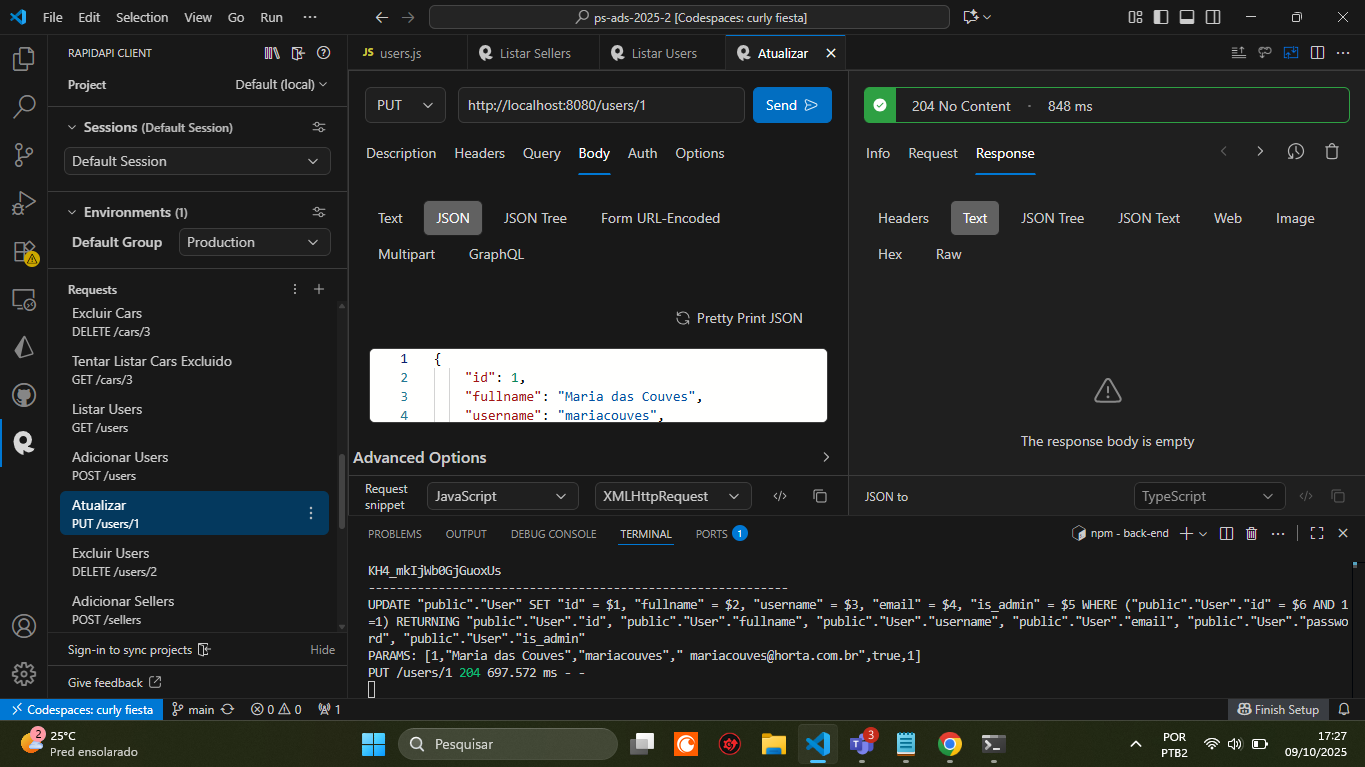 File Edit Selection View Go Run ···
ps-ads-2025-2 [Codespaces: curly fiesta]
RAPIDAPI CLIENT
Project Default (local)
Sessions (Default Session)
Default Session
Environments (1)
Default Group Production
Requests
Excluir Cars
DELETE /cars/3
Tentar Listar Cars Excluido
GET /cars/3
Listar Users
GET /users
Adicionar Users
POST /users
Atualizar
PUT /users/1
Excluir Users
DELETE /users/2
Adicionar Sellers
POST /sellers
Sign-in to sync projects Hide
Give feedback
JS users.js Listar Sellers Listar Users Atualizar
PUT http://localhost:8080/users/1 Send
Description Headers Query Body Auth Options
Text JSON JSON Tree Form URL-Encoded
Multipart GraphQL
Pretty Print JSON
1 {
2 "id": 1,
3 "fullname": "Maria das Couves",
4 "username": "mariacouves",
Advanced Options
Request snippet JavaScript XMLHttpRequest
204 No Content · 848 ms
Info Request Response
Headers Text JSON Tree JSON Text Web Image
Hex Raw
The response body is empty
JSON to TypeScript
PROBLEMS OUTPUT DEBUG CONSOLE TERMINAL PORTS 1
npm - back-end
KH4_mkIjWb0GjGuoxUs
------------------------------------------------------------
UPDATE "public"."User" SET "id" = $1, "fullname" = $2, "username" = $3, "email" = $4, "is_admin" = $5 WHERE ("public"."User"."id" = $6 AND 1
=1) RETURNING "public"."User"."id", "public"."User"."fullname", "public"."User"."username", "public"."User"."email", "public"."User"."passwo
rd", "public"."User"."is_admin"
PARAMS: [1,"Maria das Couves","mariacouves"," mariacouves@horta.com.br",true,1]
PUT /users/1 204 697.572 ms - -
Codespaces: curly fiesta main 0 0 1 Finish Setup
2
25°C
Pred ensolarado
Pesquisar
3
POR
PTB2
17:27
09/10/2025